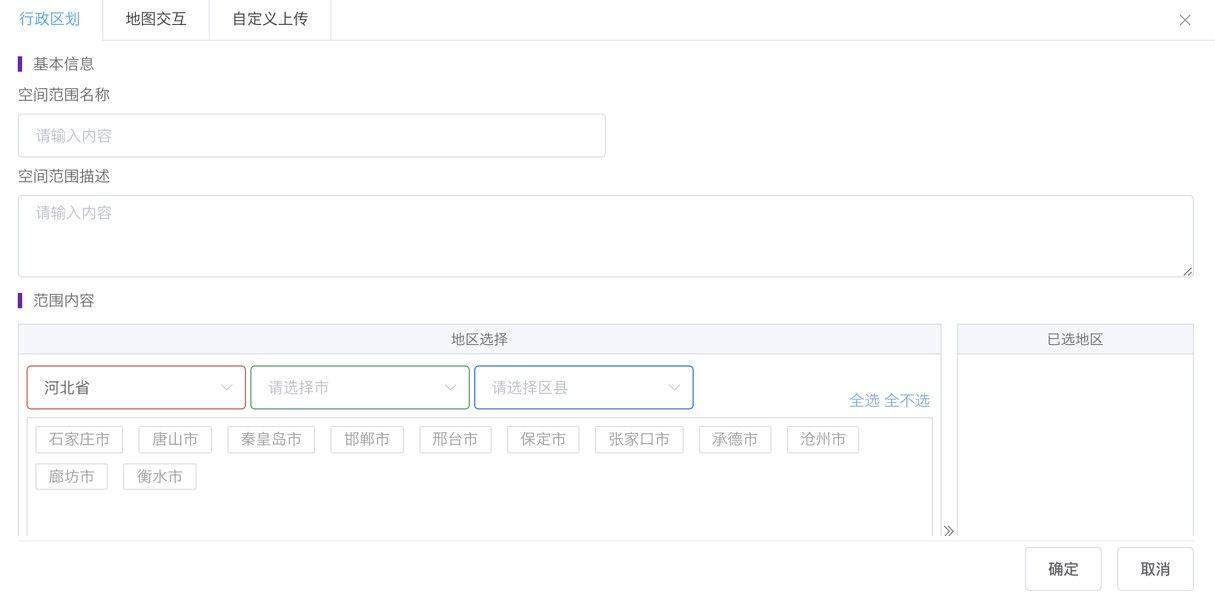 行政区划 地图交互 自定义上传
基本信息
空间范围名称
请输入内容
空间范围描述
请输入内容
范围内容
地区选择 已选地区
河北省 请选择市 请选择区县
全选 全不选
石家庄市 唐山市 秦皇岛市 邯郸市 邢台市 保定市 张家口市 承德市 沧州市
廊坊市 衡水市
确定 取消